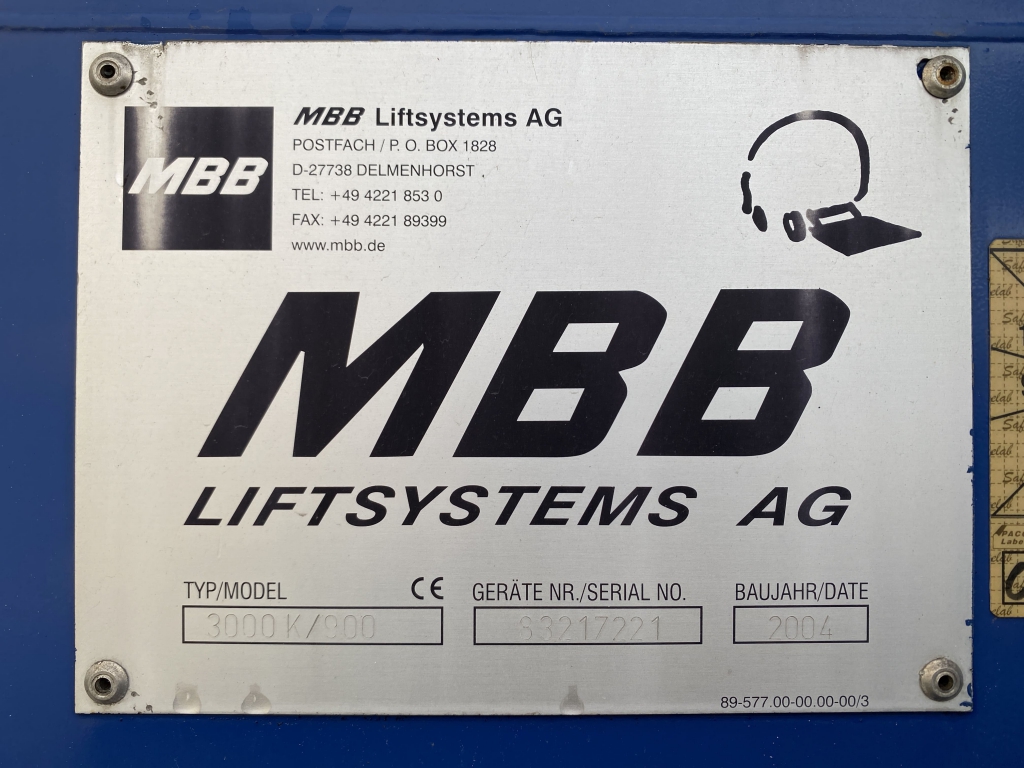 MBB
MBB Liftsystems AG
POSTFACH / P. O. BOX 1828
D-27738 DELMENHORST
TEL: +49 4221 853 0
FAX: +49 4221 89399
www.mbb.de
MBB
LIFTSYSTEMS AG
TYP/MODEL CE GERÄTE NR./SERIAL NO. BAUJAHR/DATE
3000 K/900 S3217221 2004
89-577.00-00.00-00/3